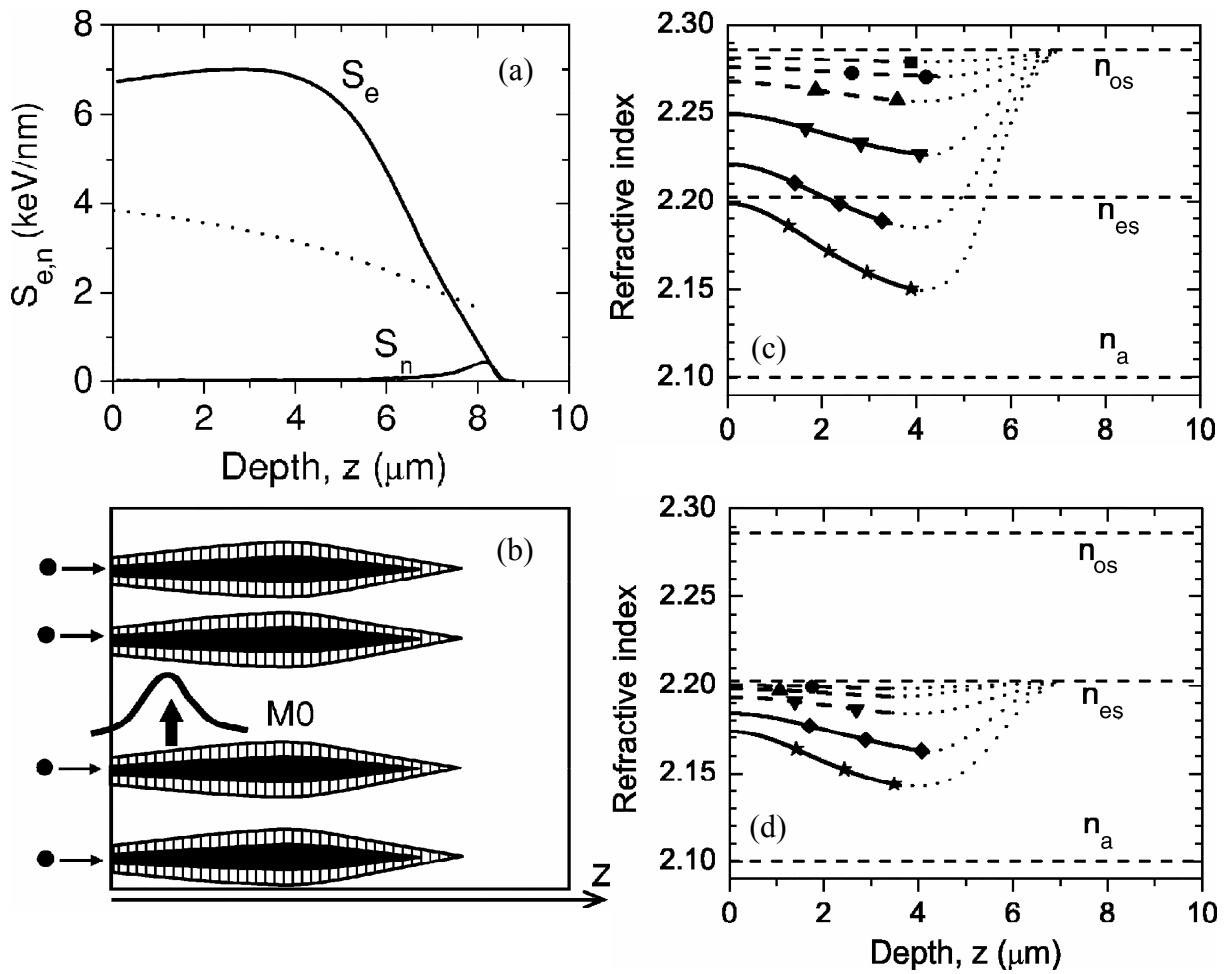 (a)
S_e,n (keV/nm)
8
6
4
2
0
S_e
S_n
0 2 4 6 8 10
Depth, z (μm)
(b)
M0
z
(c)
Refractive index
2.30
2.25
2.20
2.15
2.10
n_os
n_es
n_a
0 2 4 6 8 10
(d)
Refractive index
2.30
2.25
2.20
2.15
2.10
n_os
n_es
n_a
0 2 4 6 8 10
Depth, z (μm)